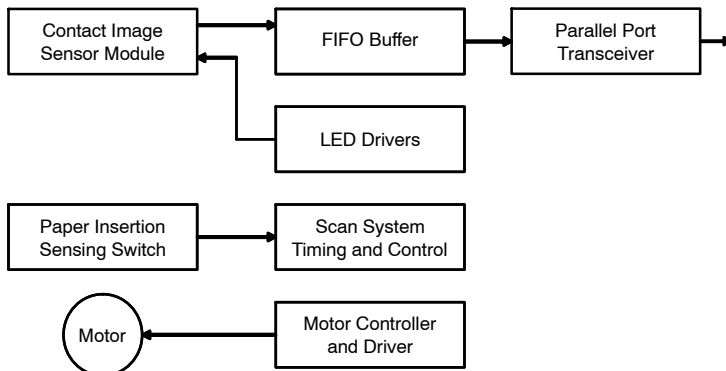 Contact Image
Sensor Module
FIFO Buffer
Parallel Port
Transceiver
LED Drivers
Paper Insertion
Sensing Switch
Scan System
Timing and Control
Motor
Motor Controller
and Driver